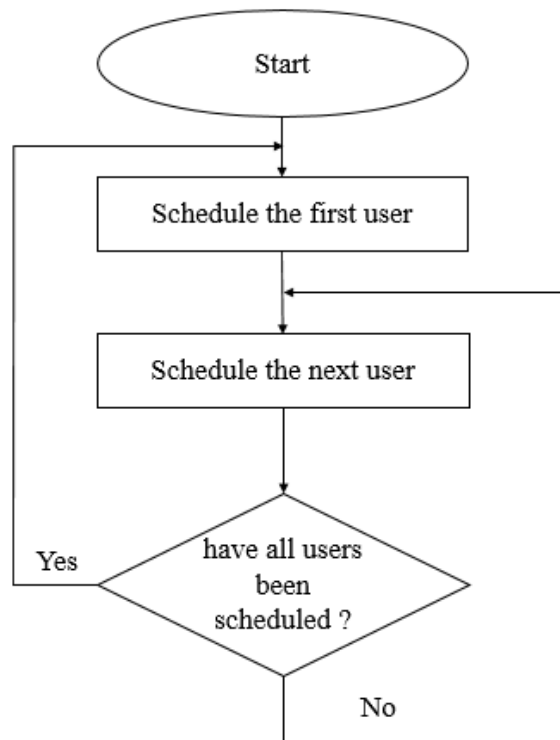 Start
Schedule the first user
Schedule the next user
have all users
been
scheduled ?
Yes
No